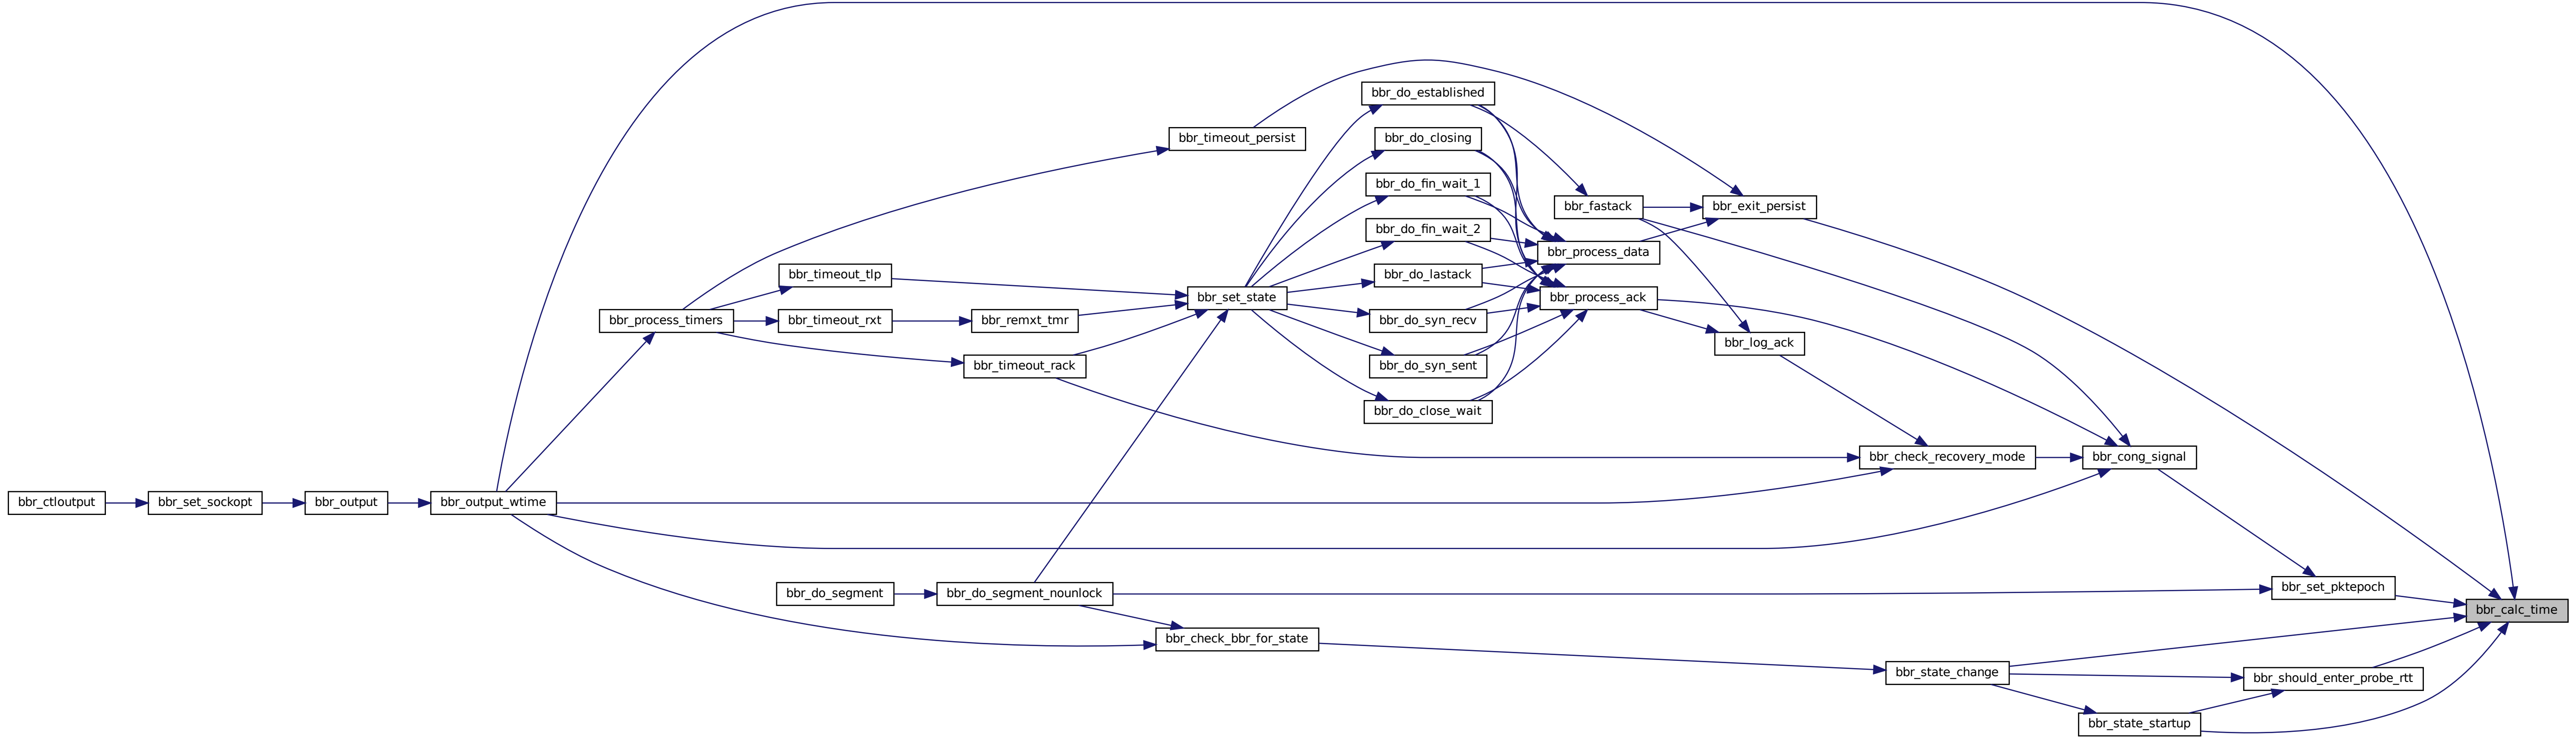 bbr_do_established
bbr_timeout_persist
bbr_do_closing
bbr_do_fin_wait_1
bbr_fastack
bbr_exit_persist
bbr_do_fin_wait_2
bbr_process_data
bbr_timeout_tlp
bbr_do_lastack
bbr_set_state
bbr_process_ack
bbr_process_timers
bbr_timeout_rxt
bbr_remxt_tmr
bbr_do_syn_recv
bbr_log_ack
bbr_timeout_rack
bbr_do_syn_sent
bbr_do_close_wait
bbr_check_recovery_mode
bbr_cong_signal
bbr_ctloutput
bbr_set_sockopt
bbr_output
bbr_output_wtime
bbr_set_pktepoch
bbr_do_segment
bbr_do_segment_nounlock
bbr_calc_time
bbr_check_bbr_for_state
bbr_state_change
bbr_should_enter_probe_rtt
bbr_state_startup